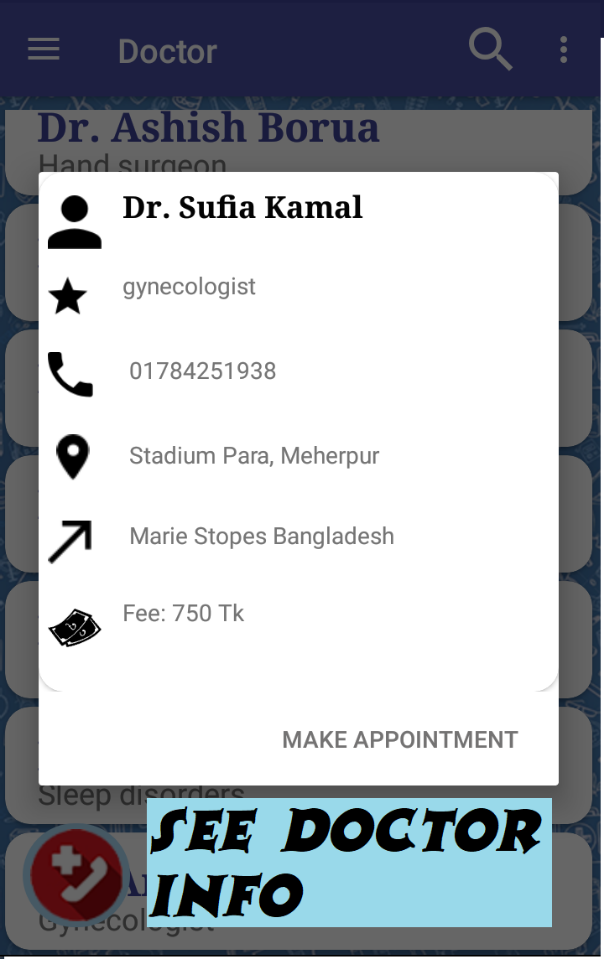 Doctor
Dr. Ashish Borua
Hand surgeon
Dr. Sufia Kamal
gynecologist
01784251938
Stadium Para, Meherpur
Marie Stopes Bangladesh
Fee: 750 Tk
MAKE APPOINTMENT
Sleep disorders
SEE DOCTOR
INFO
Gynecologist